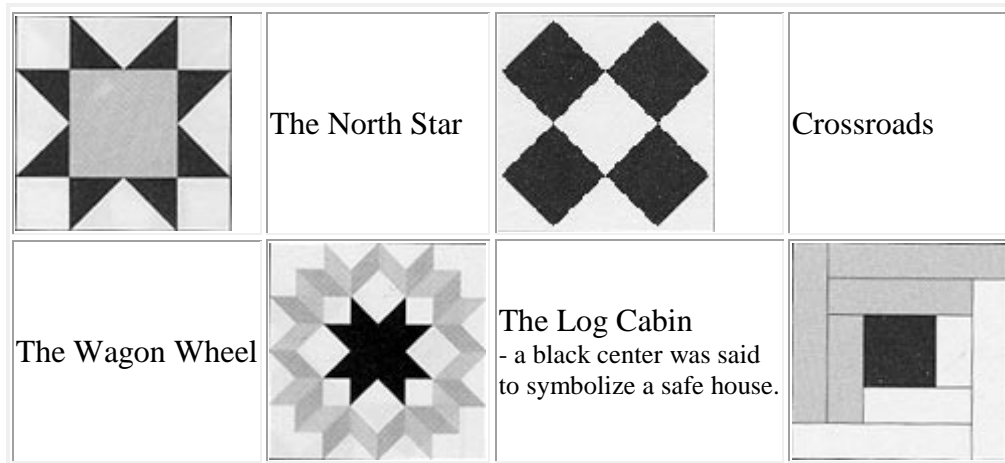 The North Star
Crossroads
The Wagon Wheel
The Log Cabin
- a black center was said
to symbolize a safe house.